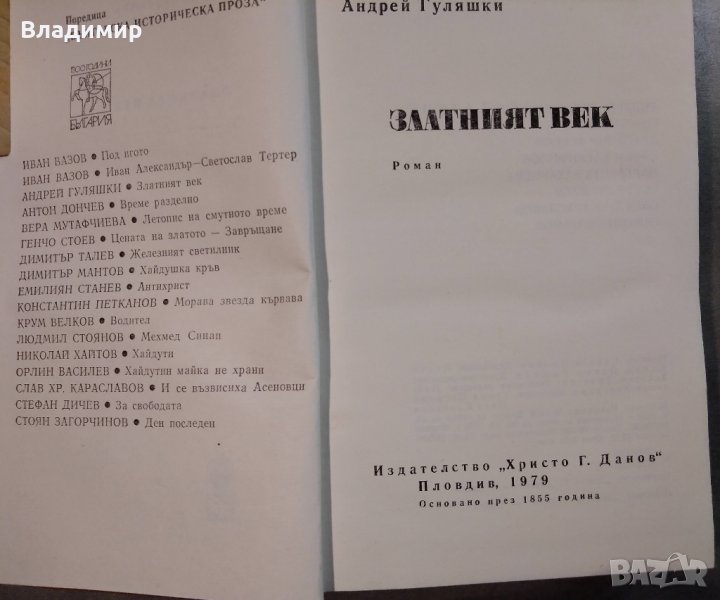 Владимир
Поредица
ИСТОРИЧЕСКА ПРОЗА"
1300 ГОДИНИ
БЪЛГАРИЯ
ИВАН ВАЗОВ ● Под игото
ИВАН ВАЗОВ ● Иван Александър—Светослав Тертер
АНДРЕЙ ГУЛЯШКИ ● Златният век
АНТОН ДОНЧЕВ ● Време разделно
ВЕРА МУТАФЧИЕВА ● Летопис на смутното време
ГЕНЧО СТОЕВ ● Цената на златото — Завръщане
ДИМИТЪР ТАЛЕВ ● Железният светилник
ДИМИТЪР МАНТОВ ● Хайдушка кръв
ЕМИЛИЯН СТАНЕВ ● Антихрист
КОНСТАНТИН ПЕТКАНОВ ● Морава звезда кървава
КРУМ ВЕЛКОВ ● Водител
ЛЮДМИЛ СТОЯНОВ ● Мехмед Синап
НИКОЛАЙ ХАЙТОВ ● Хайдути
ОРЛИН ВАСИЛЕВ ● Хайдутин майка не храни
СЛАВ ХР. КАРАСЛАВОВ ● И се възвисиха Асеновци
СТЕФАН ДИЧЕВ ● За свободата
СТОЯН ЗАГОРЧИНОВ ● Ден последен
Андрей Гуляшки
ЗЛАТНИЯТ ВЕК
Роман
Издателство „Христо Г. Данов"
Пловдив, 1979
Основано през 1855 година
BAZAR